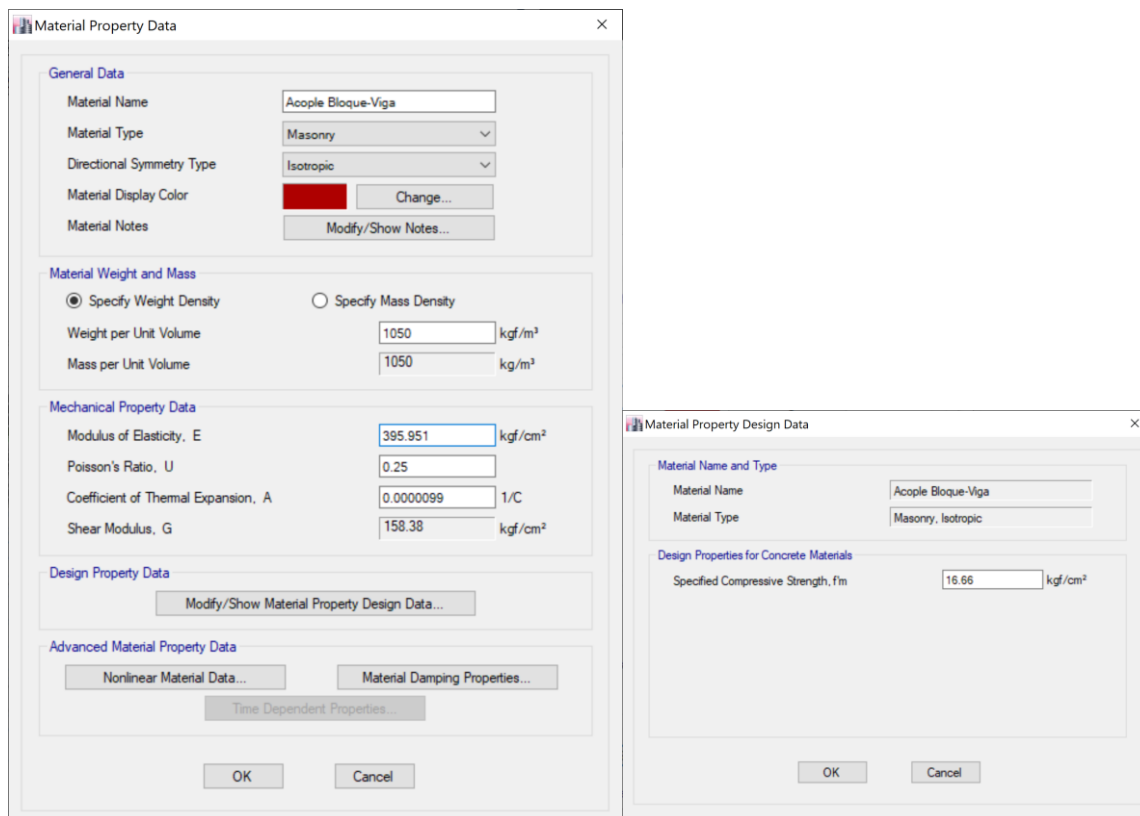 Material Property Data
General Data
Material Name Acople Bloque-Viga
Material Type Masonry
Directional Symmetry Type Isotropic
Material Display Color Change...
Material Notes Modify/Show Notes...
Material Weight and Mass
Specify Weight Density Specify Mass Density
Weight per Unit Volume 1050 kgf/m³
Mass per Unit Volume 1050 kg/m³
Mechanical Property Data
Modulus of Elasticity, E 395.951 kgf/cm²
Poisson's Ratio, U 0.25
Coefficient of Thermal Expansion, A 0.0000099 1/C
Shear Modulus, G 158.38 kgf/cm²
Design Property Data
Modify/Show Material Property Design Data...
Advanced Material Property Data
Nonlinear Material Data... Material Damping Properties...
Time Dependent Properties...
OK Cancel
Material Property Design Data
Material Name and Type
Material Name Acople Bloque-Viga
Material Type Masonry, Isotropic
Design Properties for Concrete Materials
Specified Compressive Strength, f'm 16.66 kgf/cm²
OK Cancel